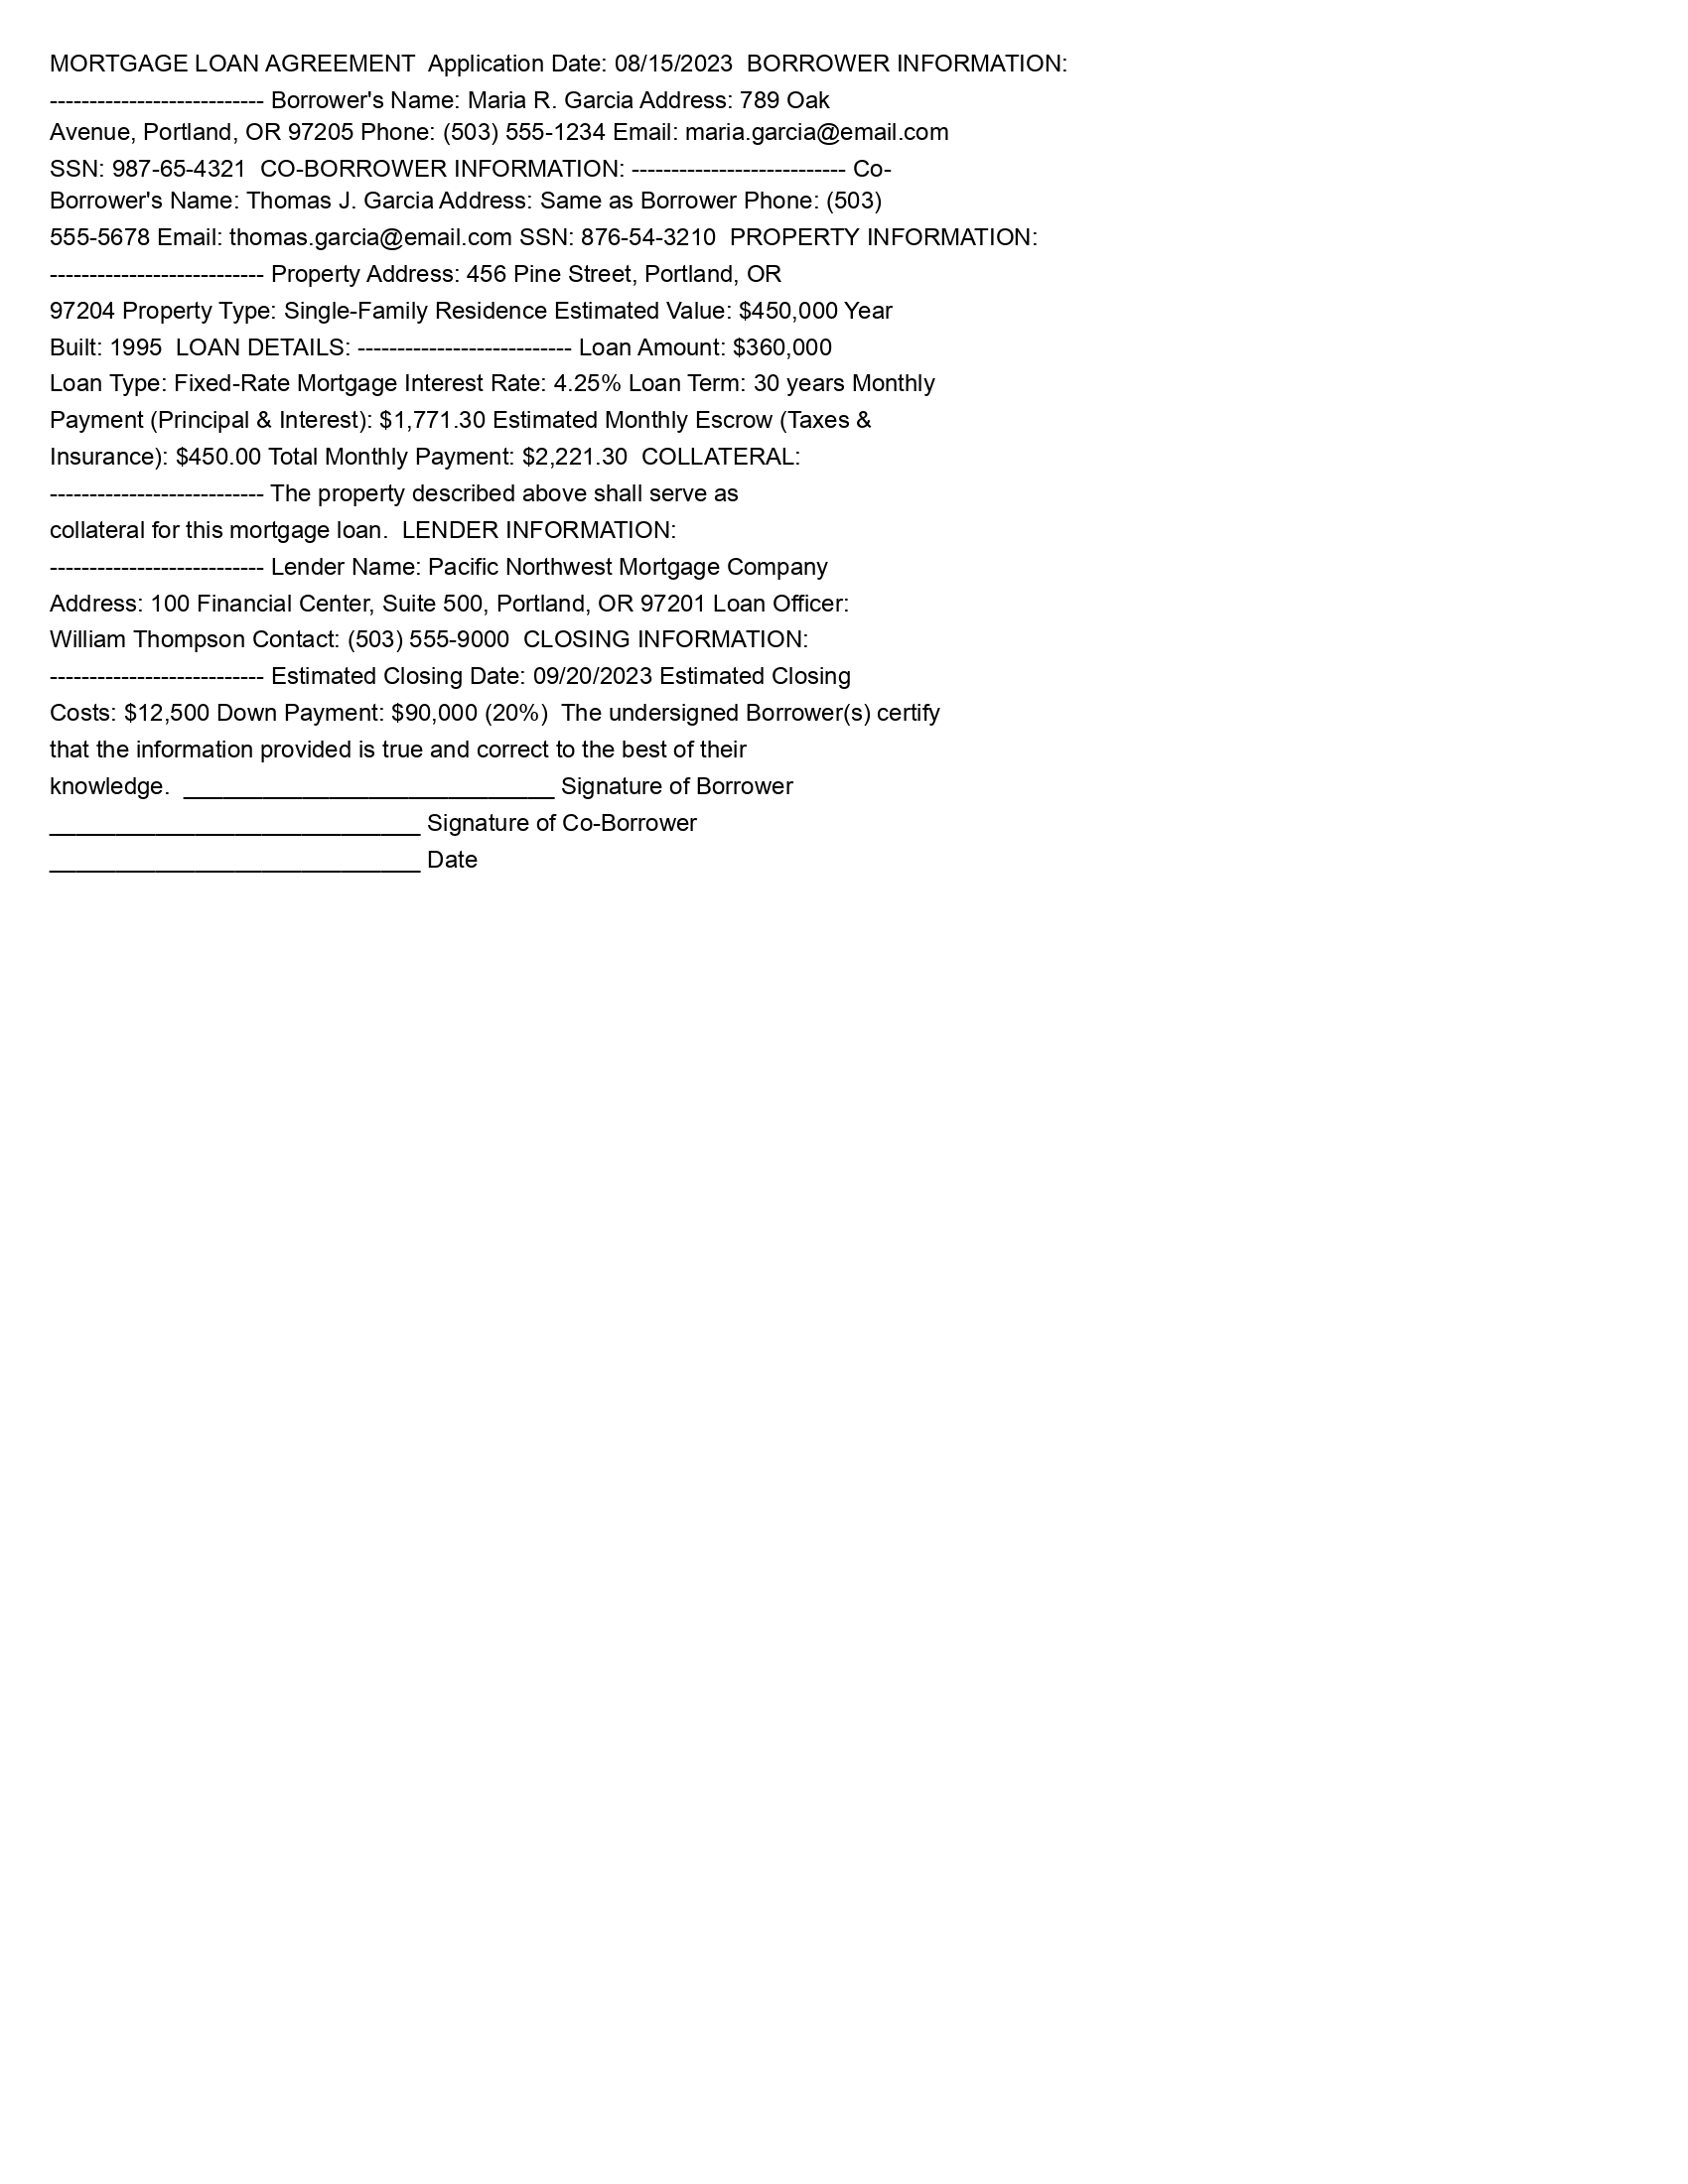 MORTGAGE LOAN AGREEMENT  Application Date: 08/15/2023  BORROWER INFORMATION:
--------------------------- Borrower's Name: Maria R. Garcia Address: 789 Oak
Avenue, Portland, OR 97205 Phone: (503) 555-1234 Email: maria.garcia@email.com
SSN: 987-65-4321  CO-BORROWER INFORMATION: --------------------------- Co-
Borrower's Name: Thomas J. Garcia Address: Same as Borrower Phone: (503)
555-5678 Email: thomas.garcia@email.com SSN: 876-54-3210  PROPERTY INFORMATION:
--------------------------- Property Address: 456 Pine Street, Portland, OR
97204 Property Type: Single-Family Residence Estimated Value: $450,000 Year
Built: 1995  LOAN DETAILS: --------------------------- Loan Amount: $360,000
Loan Type: Fixed-Rate Mortgage Interest Rate: 4.25% Loan Term: 30 years Monthly
Payment (Principal & Interest): $1,771.30 Estimated Monthly Escrow (Taxes &
Insurance): $450.00 Total Monthly Payment: $2,221.30  COLLATERAL:
--------------------------- The property described above shall serve as
collateral for this mortgage loan.  LENDER INFORMATION:
--------------------------- Lender Name: Pacific Northwest Mortgage Company
Address: 100 Financial Center, Suite 500, Portland, OR 97201 Loan Officer:
William Thompson Contact: (503) 555-9000  CLOSING INFORMATION:
--------------------------- Estimated Closing Date: 09/20/2023 Estimated Closing
Costs: $12,500 Down Payment: $90,000 (20%)  The undersigned Borrower(s) certify
that the information provided is true and correct to the best of their
knowledge.  ____________________________ Signature of Borrower
____________________________ Signature of Co-Borrower
____________________________ Date